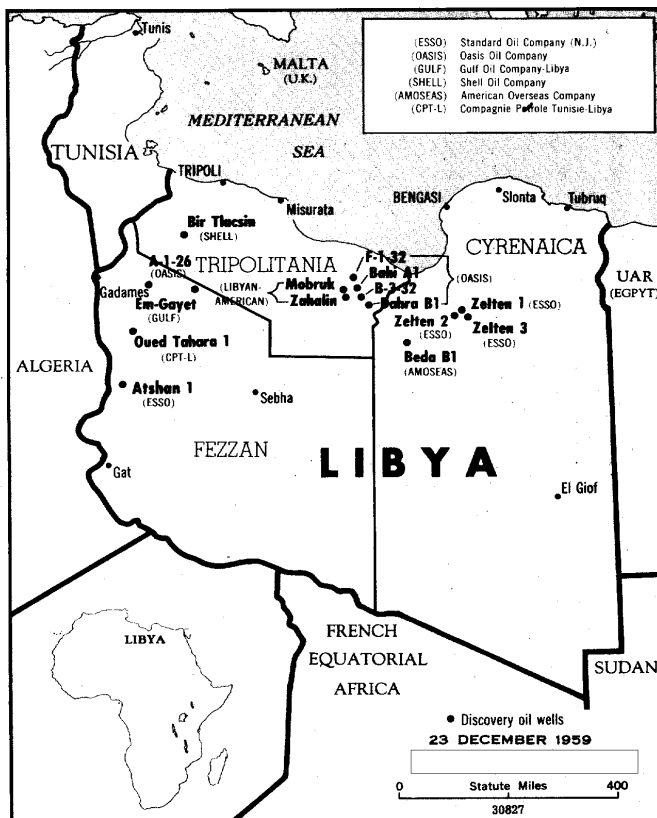 Tunis
MALTA
(U.K.)
(ESSO) Standard Oil Company (N.J.)
(OASIS) Oasis Oil Company
(GULF) Gulf Oil Company-Libya
(SHELL) Shell Oil Company
(AMOSEAS) American Overseas Company
(CPT-L) Compagnie Petrole Tunisie-Libya
MEDITERRANEAN
SEA
TUNISIA
TRIPOLI
Misurata
BENGASI
Slonta
Tubruq
Bir Tlacsin
(SHELL)
CYRENAICA
A-1-26
(OASIS)
TRIPOLITANIA
F-1-32
Bahi A1
(OASIS)
UAR
(EGPYT)
Gadames
Em-Gayet
(GULF)
(LIBYAN-
AMERICAN)
Mobruk
Zahalin
B-3-32
Dahra B1
Zelten 1 (ESSO)
Zelten 2
(ESSO)
Zelten 3
(ESSO)
Oued Tahara 1
(CPT-L)
Beda B1
(AMOSEAS)
ALGERIA
Atshan 1
(ESSO)
Sebha
FEZZAN
LIBYA
Gat
El Giof
LIBYA
FRENCH
EQUATORIAL
AFRICA
SUDAN
Discovery oil wells
23 DECEMBER 1959
0 Statute Miles 400
30827